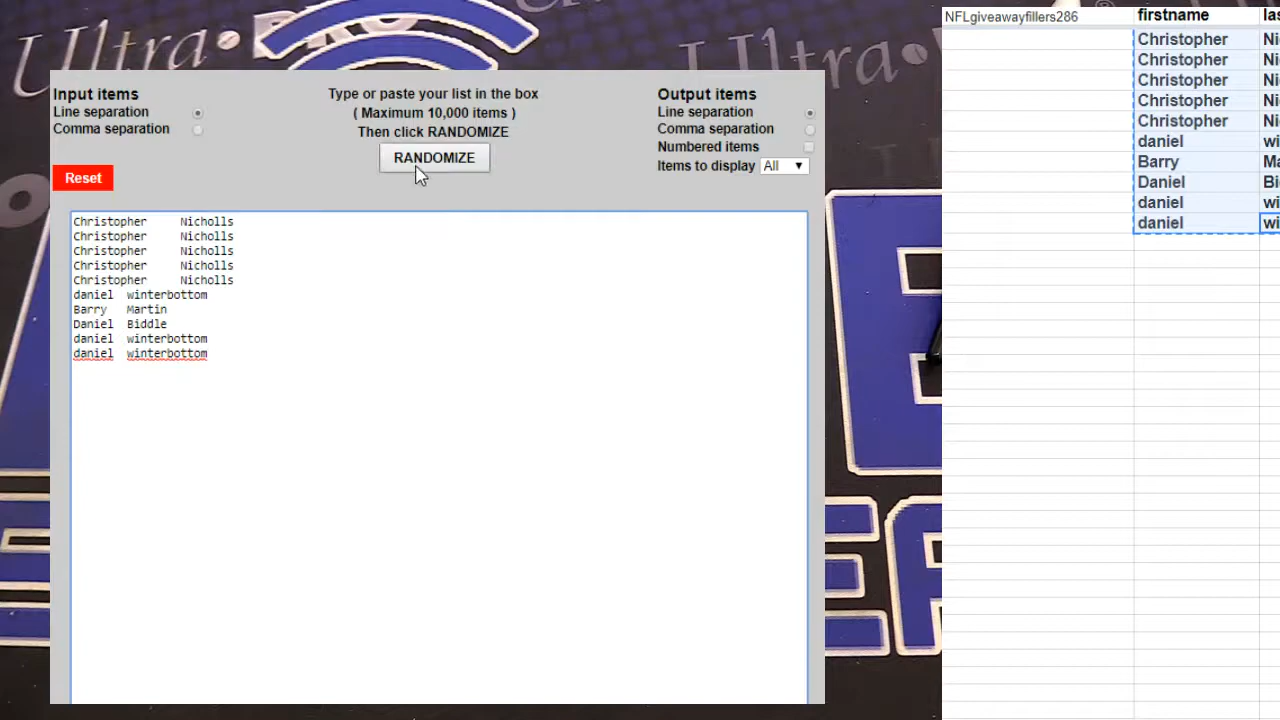 Ultra PRO
Ultra
NFLgiveawayfillers286 firstname
Input items
Line separation
Comma separation
Reset
Type or paste your list in the box
( Maximum 10,000 items )
Then click RANDOMIZE
RANDOMIZE
Output items
Line separation
Comma separation
Numbered items
Items to display All
Christopher Nicholls
Christopher Nicholls
Christopher Nicholls
Christopher Nicholls
Christopher Nicholls
daniel winterbottom
Barry Martin
Daniel Biddle
daniel winterbottom
daniel winterbottom
Christopher
Christopher
Christopher
Christopher
Christopher
daniel
Barry
Daniel
daniel
daniel